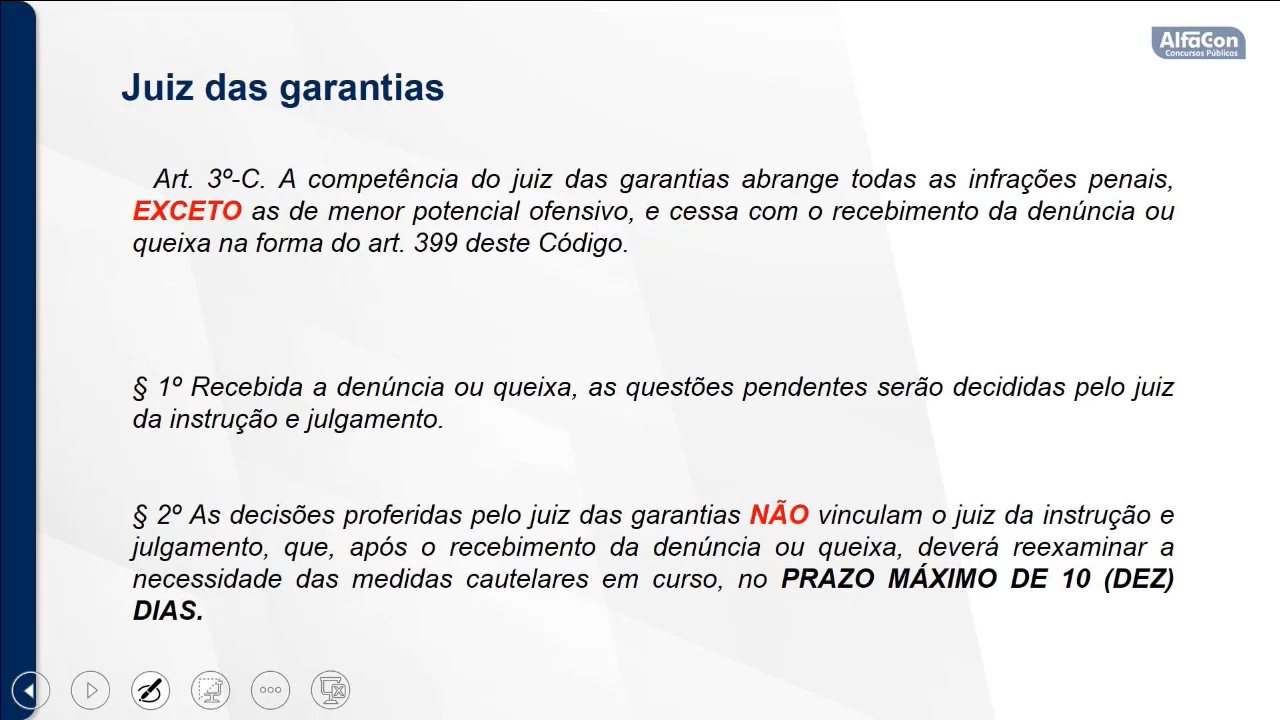 AlfaCon
Concursos Públicos
Juiz das garantias
Art. 3º-C. A competência do juiz das garantias abrange todas as infrações penais,
EXCETO as de menor potencial ofensivo, e cessa com o recebimento da denúncia ou
queixa na forma do art. 399 deste Código.
§ 1º Recebida a denúncia ou queixa, as questões pendentes serão decididas pelo juiz
da instrução e julgamento.
§ 2º As decisões proferidas pelo juiz das garantias NÃO vinculam o juiz da instrução e
julgamento, que, após o recebimento da denúncia ou queixa, deverá reexaminar a
necessidade das medidas cautelares em curso, no PRAZO MÁXIMO DE 10 (DEZ)
DIAS.